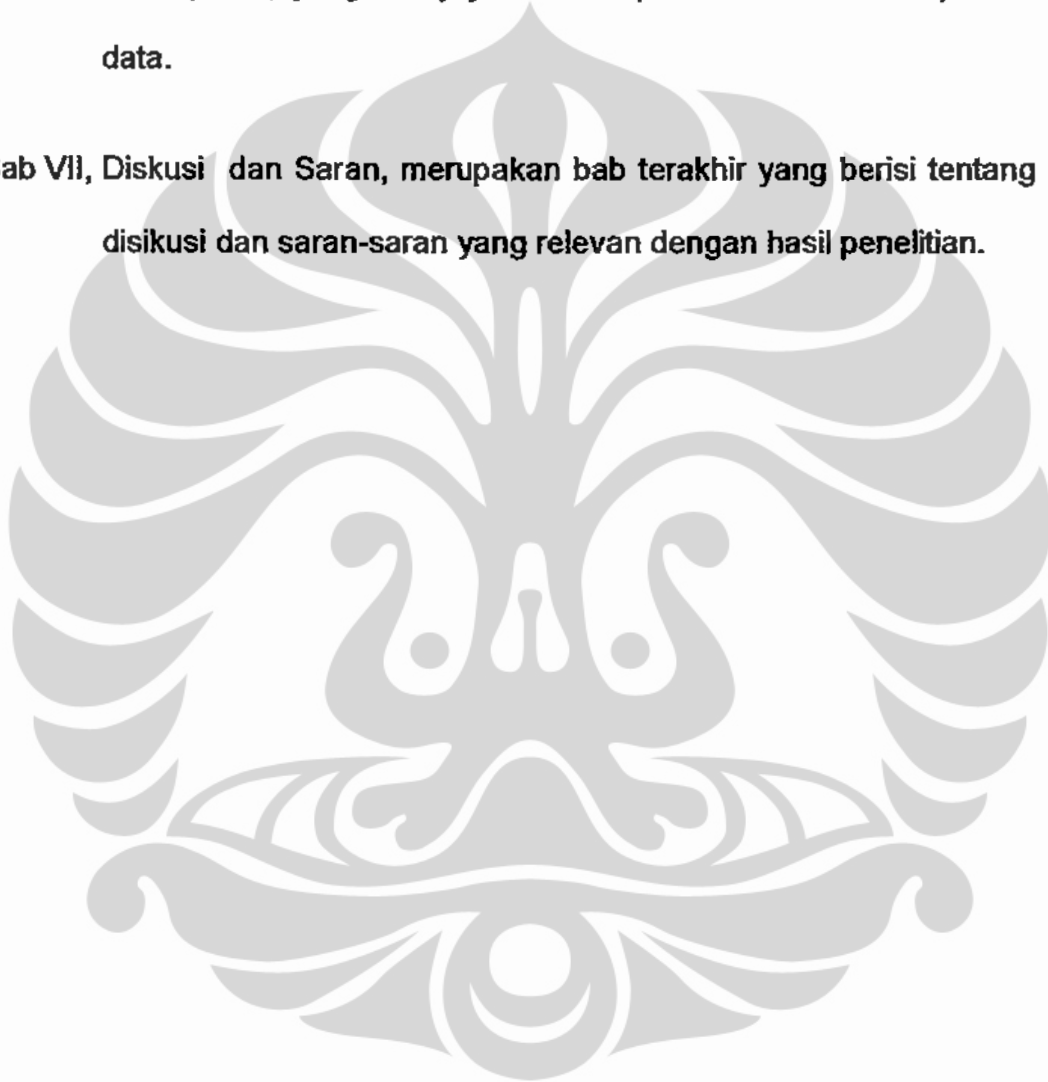 data.
ab VII, Diskusi dan Saran, merupakan bab terakhir yang berisi tentang
disikusi dan saran-saran yang relevan dengan hasil penelitian.